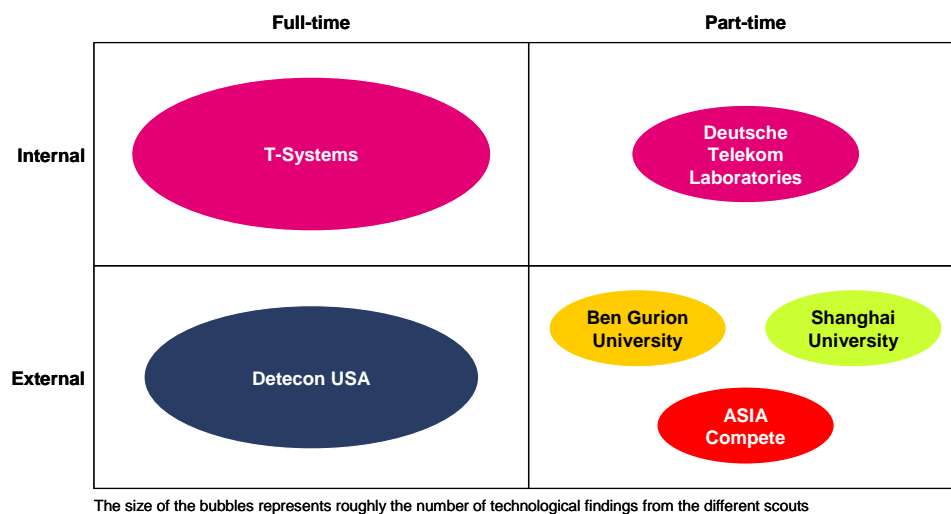 Full-time
Part-time
Internal
T-Systems
Deutsche
Telekom
Laboratories
External
Detecon USA
Ben Gurion
University
Shanghai
University
ASIA
Compete
The size of the bubbles represents roughly the number of technological findings from the different scouts